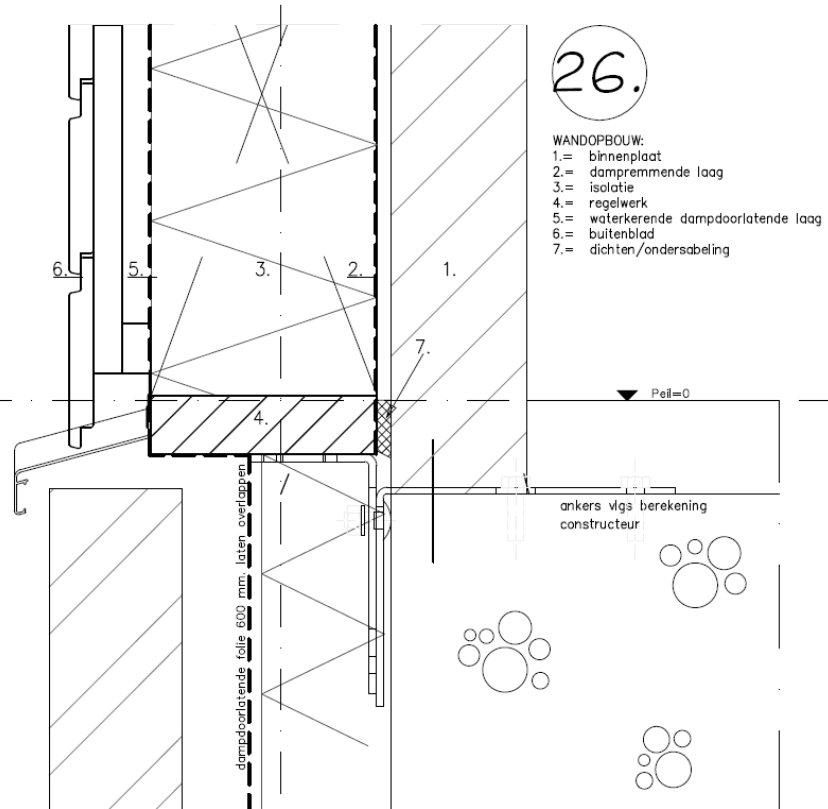 26.
WANDOPBOUW:
1.= binnenplaat
2.= dampremmende laag
3.= isolatie
4.= regelwerk
5.= waterkerende dampdoorlatende laag
6.= buitenblad
7.= dichten/ondersabeling
6.
5.
3.
2.
1.
7.
Peil=0
4.
ankers vlgs berekening
constructeur
dampdoorlatende folie 600 mm. laten overlappen